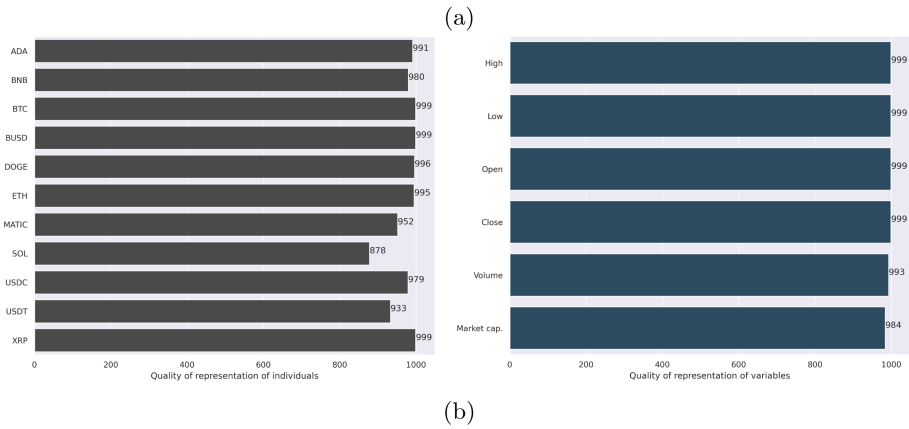 (a)
ADA 991
BNB 980
BTC 999
BUSD 999
DOGE 996
ETH 995
MATIC 952
SOL 878
USDC 979
USDT 933
XRP 999
0 200 400 600 800 1000
Quality of representation of individuals
High 999
Low 999
Open 999
Close 999
Volume 993
Market cap. 984
0 200 400 600 800 1000
Quality of representation of variables
(b)